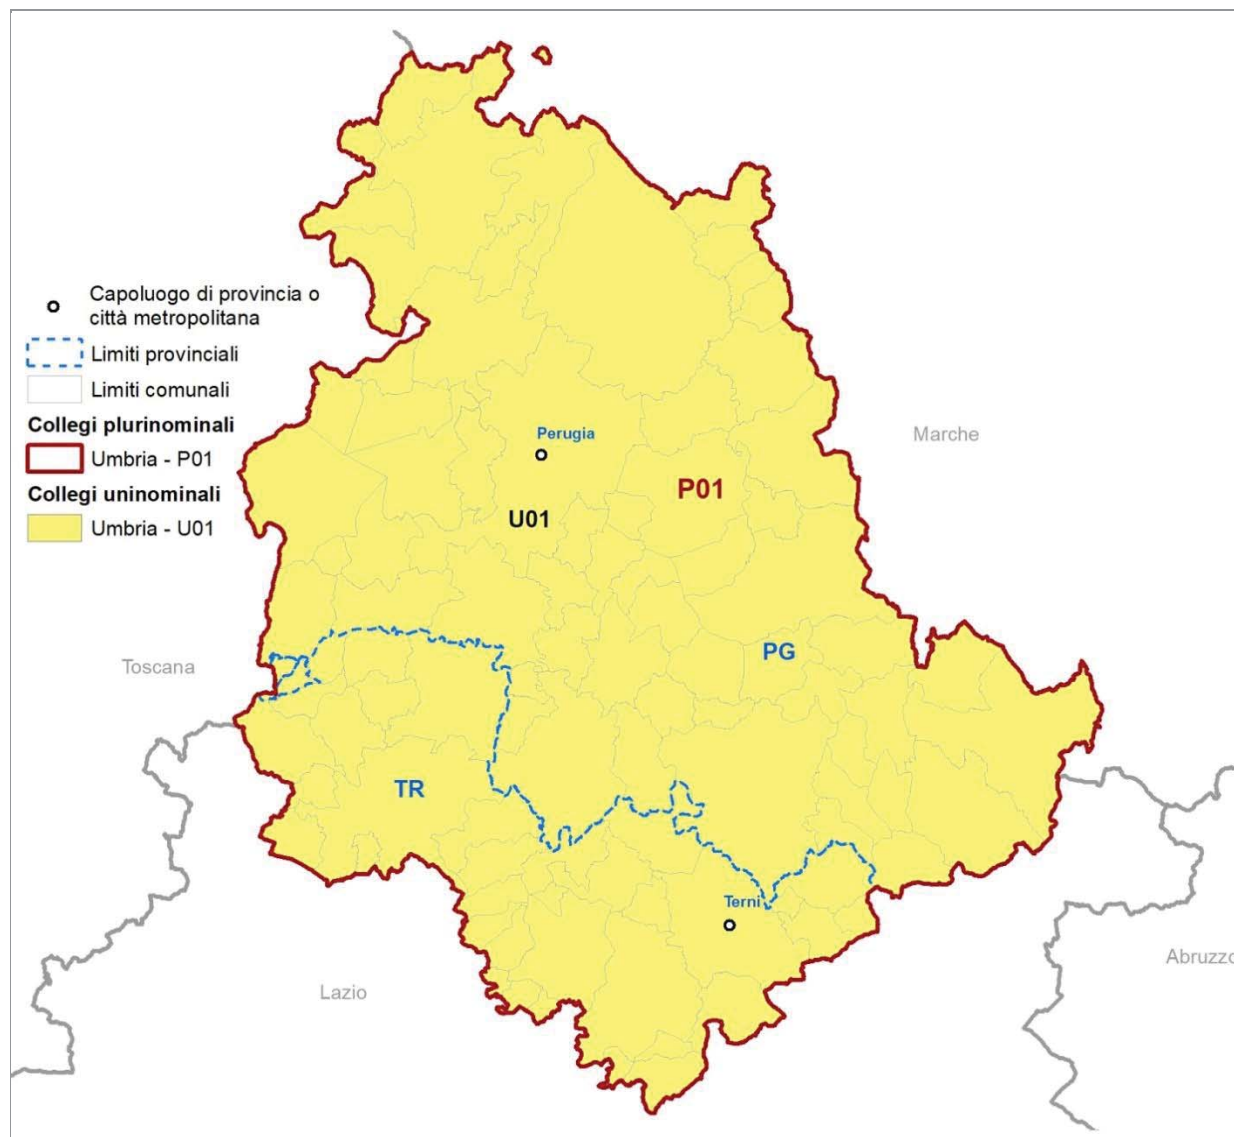 Capoluogo di provincia o
città metropolitana
Limiti provinciali
Limiti comunali
Collegi plurinominali
Umbria - P01
Collegi uninominali
Umbria - U01
Perugia
Marche
P01
U01
PG
Toscana
TR
Terni
Abruzzo
Lazio